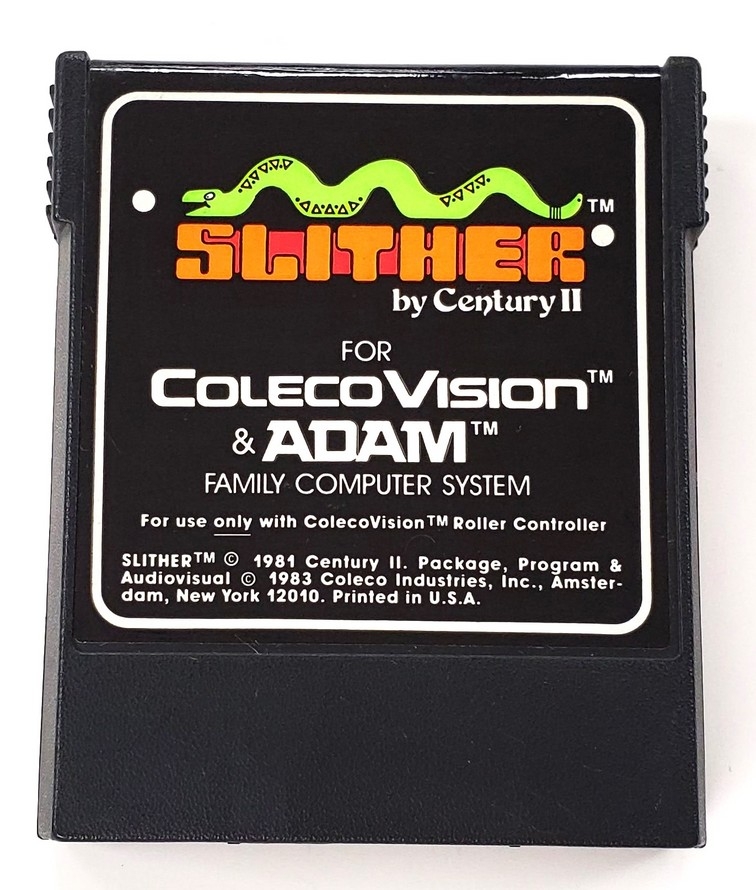 TM
SLITHER
by Century II
FOR
COLECOVISION™
& ADAM™
FAMILY COMPUTER SYSTEM
For use only with ColecoVision™ Roller Controller
SLITHER™ © 1981 Century II. Package, Program &
Audiovisual © 1983 Coleco Industries, Inc., Amster-
dam, New York 12010. Printed in U.S.A.